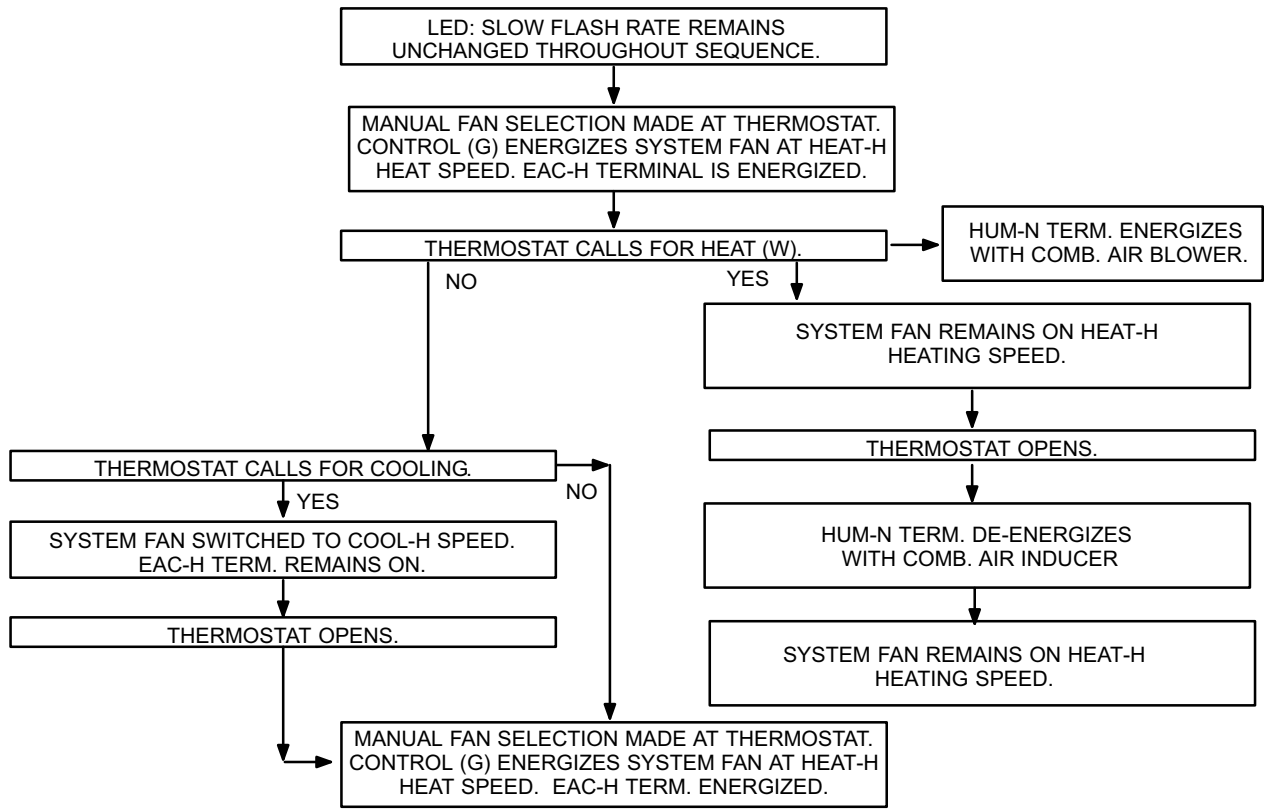 LED: SLOW FLASH RATE REMAINS
UNCHANGED THROUGHOUT SEQUENCE.
MANUAL FAN SELECTION MADE AT THERMOSTAT.
CONTROL (G) ENERGIZES SYSTEM FAN AT HEAT-H
HEAT SPEED. EAC-H TERMINAL IS ENERGIZED.
THERMOSTAT CALLS FOR HEAT (W).
HUM-N TERM. ENERGIZES
WITH COMB. AIR BLOWER.
NO
YES
SYSTEM FAN REMAINS ON HEAT-H
HEATING SPEED.
THERMOSTAT OPENS.
HUM-N TERM. DE-ENERGIZES
WITH COMB. AIR INDUCER
SYSTEM FAN REMAINS ON HEAT-H
HEATING SPEED.
THERMOSTAT CALLS FOR COOLING.
YES
NO
SYSTEM FAN SWITCHED TO COOL-H SPEED.
EAC-H TERM. REMAINS ON.
THERMOSTAT OPENS.
MANUAL FAN SELECTION MADE AT THERMOSTAT.
CONTROL (G) ENERGIZES SYSTEM FAN AT HEAT-H
HEAT SPEED. EAC-H TERM. ENERGIZED.